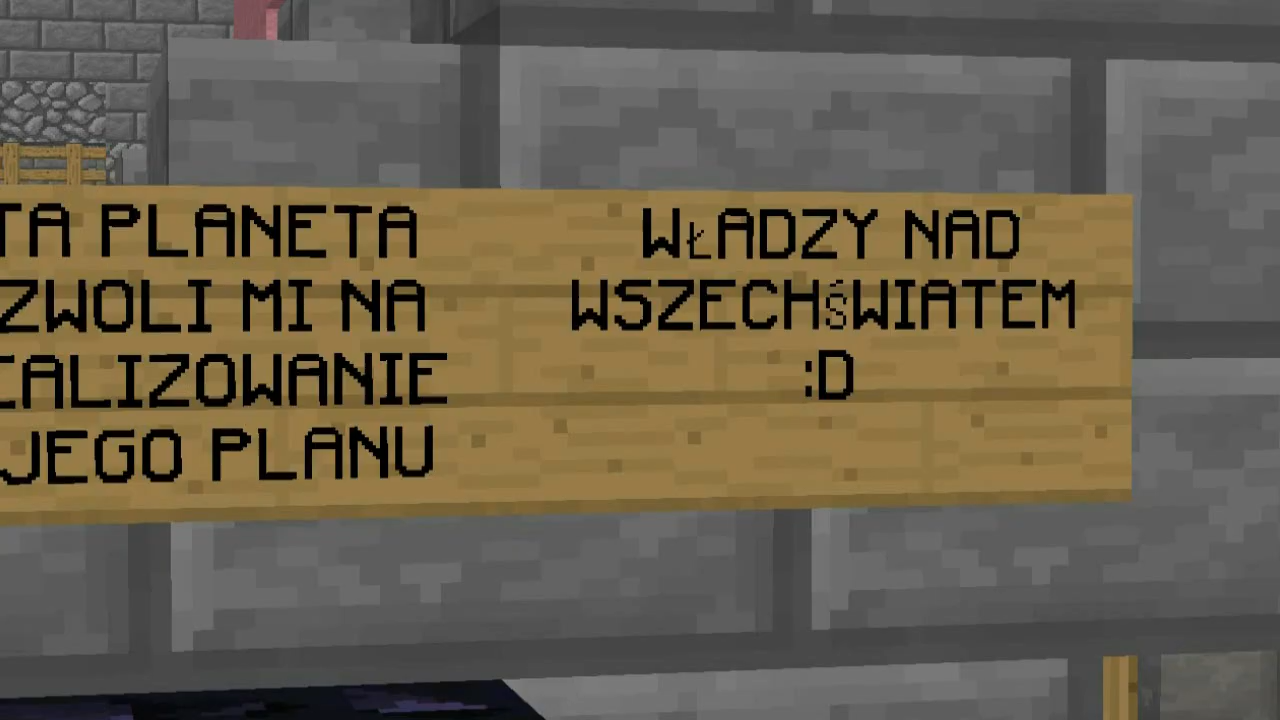 TA PLANETA
ZWOLI MI NA
ALIZOWANIE
JEGO PLANU
WŁADZY NAD
WSZECHŚWIATEM
:D